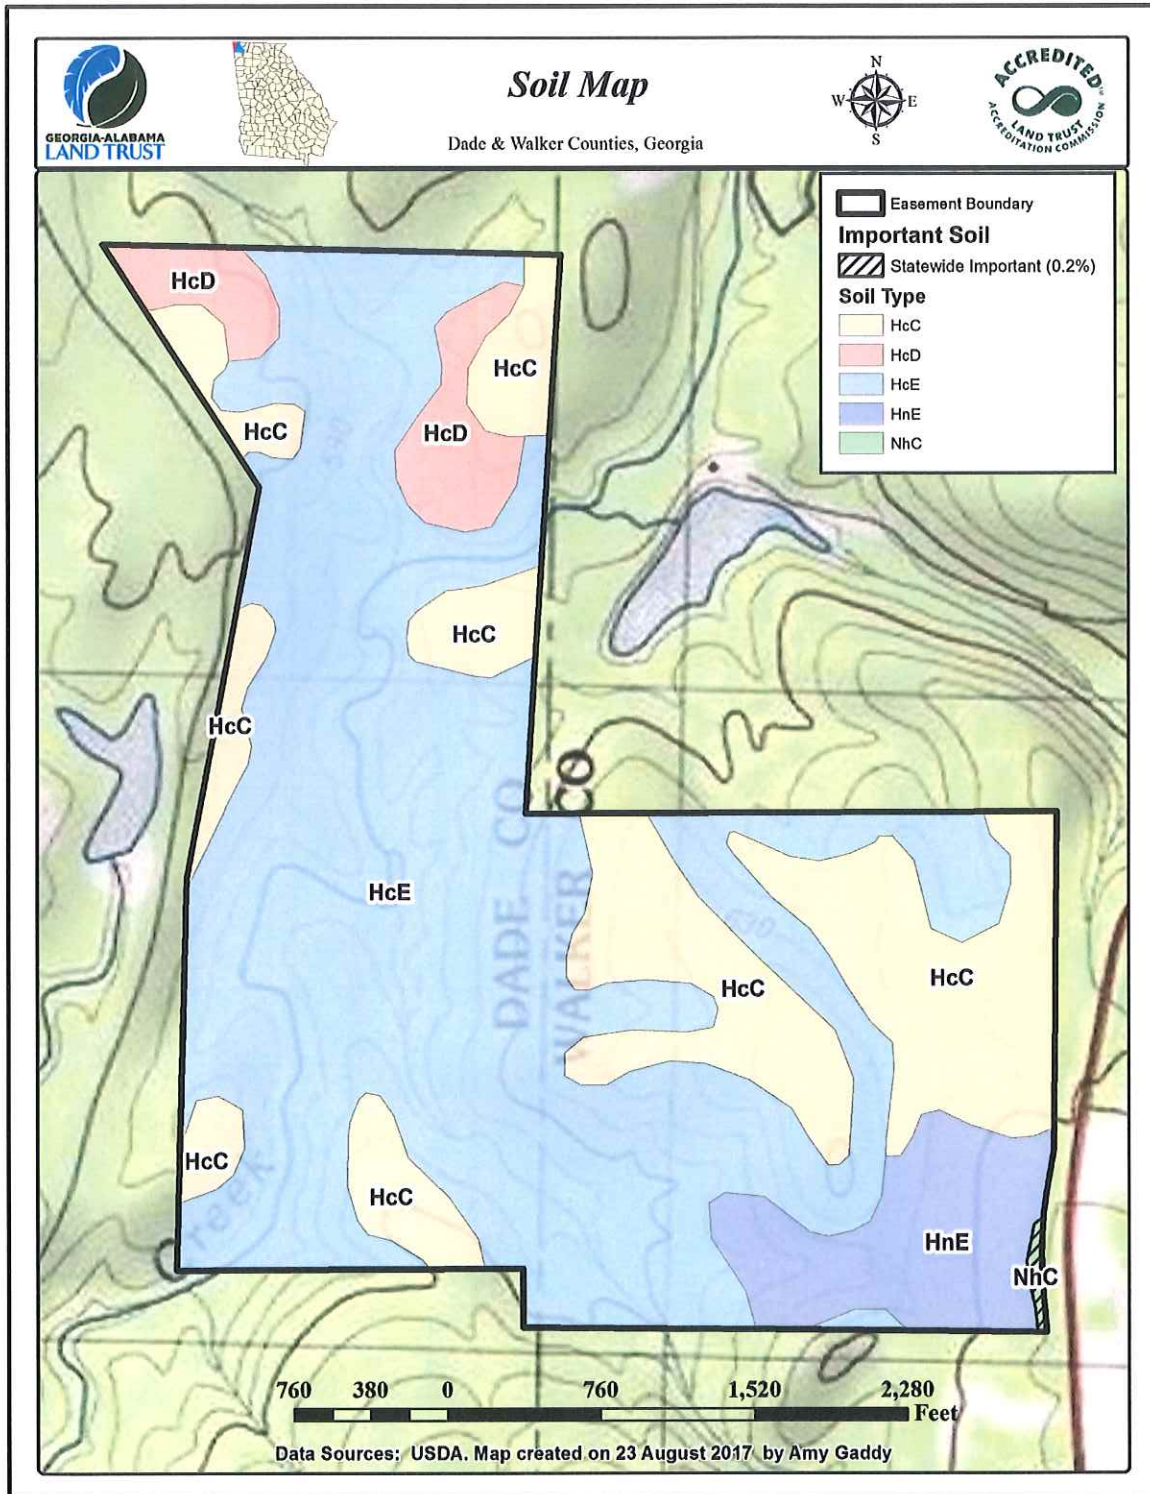 GEORGIA-ALABAMA
LAND TRUST
Soil Map
Dade & Walker Counties, Georgia
N
W
E
S
ACCREDITED
LAND TRUST
ACCREDITATION COMMISSION
Easement Boundary
Important Soil
Statewide Important (0.2%)
Soil Type
HcC
HcD
HcE
HnE
NhC
HcD
HcC
HcC
HcD
590
HcC
HcC
CO
DADE CO
WALKER
HcE
630
HcC
HcC
HcC
HcC
reek
HnE
NhC
760 380 0 760 1,520 2,280
Feet
Data Sources: USDA. Map created on 23 August 2017 by Amy Gaddy